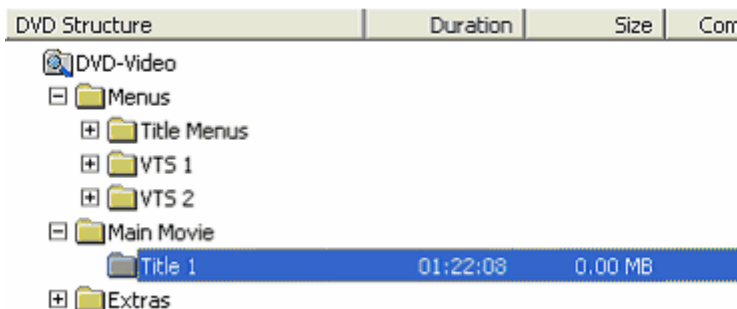 DVD Structure Duration Size Com
DVD-Video
Menus
Title Menus
VTS 1
VTS 2
Main Movie
Title 1 01:22:08 0.00 MB
Extras